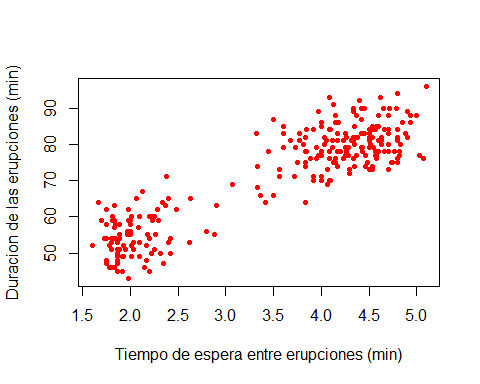 Duracion de las erupciones (min)
90
80
70
60
50
1.5 2.0 2.5 3.0 3.5 4.0 4.5 5.0
Tiempo de espera entre erupciones (min)